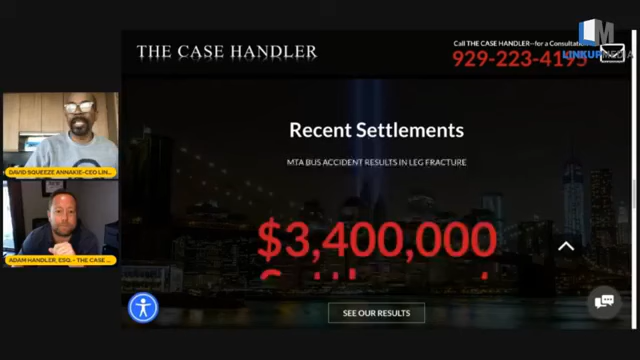 THE CASE HANDLER
Call THE CASE HANDLER--for a Consultation
929-223-4195
LINKUPMEDIA
Recent Settlements
MTA BUS ACCIDENT RESULTS IN LEG FRACTURE
$3,400,000
SEE OUR RESULTS
DAVID SQUEEZE ANNAKIE-CEO LIN...
ADAM HANDLER, ESQ. - THE CASE ...